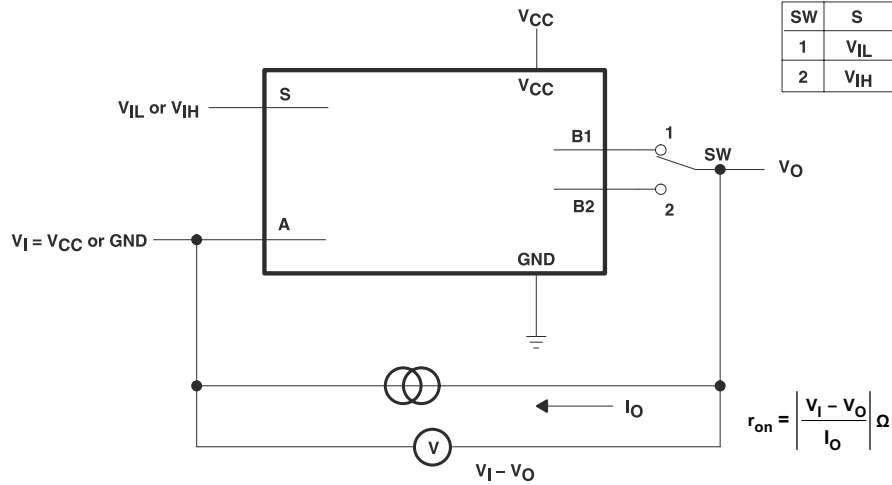 VCC
SW S
1 VIL
2 VIH
VCC
S
VIL or VIH
B1
1
SW
VO
B2
2
A
VI = VCC or GND
GND
IO
ron = | VI – VO / IO | Ω
V
VI – VO